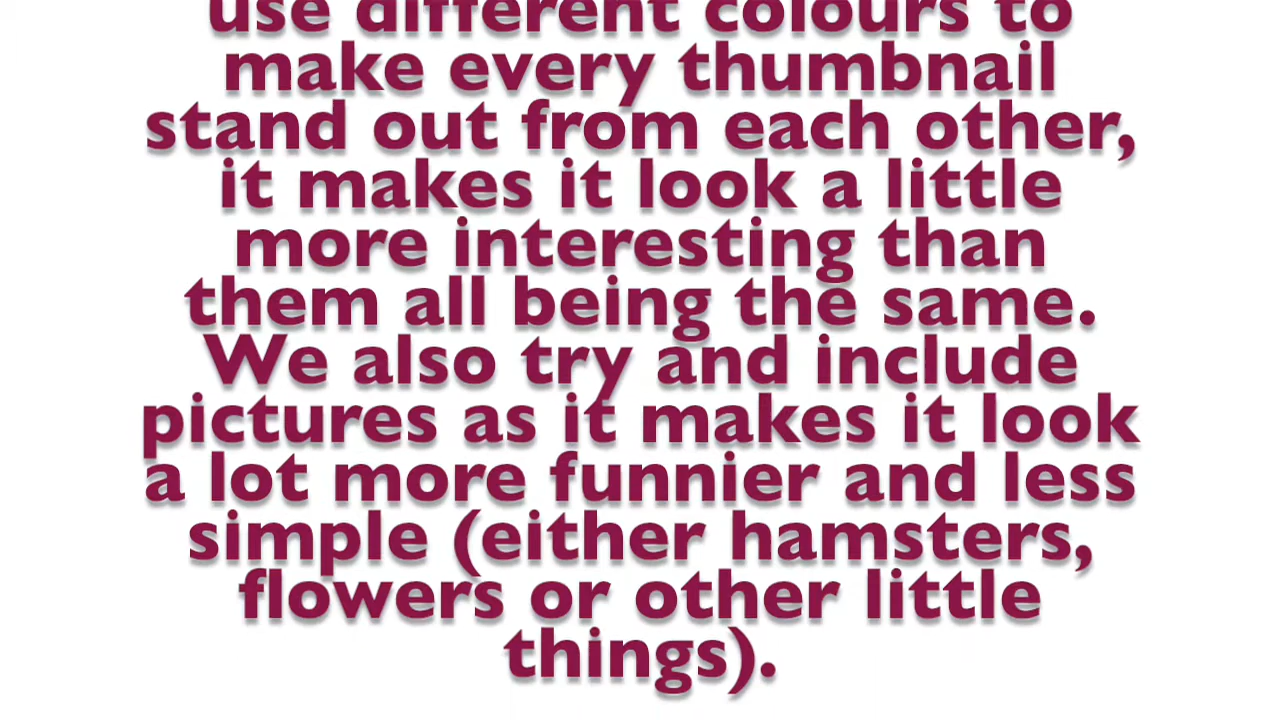 use different colours to
make every thumbnail
stand out from each other,
it makes it look a little
more interesting than
them all being the same.
We also try and include
pictures as it makes it look
a lot more funnier and less
simple (either hamsters,
flowers or other little
things).